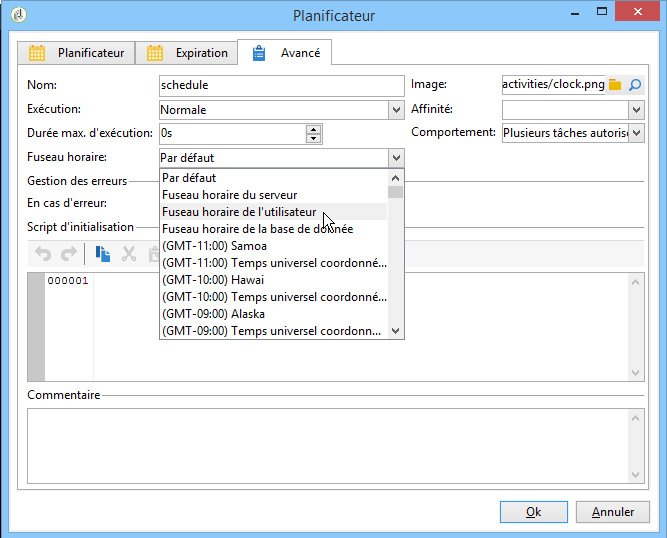 Planificateur
Planificateur Expiration Avancé
Nom: schedule Image: activities/clock.png
Exécution: Normale Affinité:
Durée max. d'exécution: 0s Comportement: Plusieurs tâches autoris
Fuseau horaire: Par défaut
Par défaut
Gestion des erreurs
Fuseau horaire du serveur
En cas d'erreur:
Fuseau horaire de l'utilisateur
Script d'initialisation
Fuseau horaire de la base de donnée
(GMT-11:00) Samoa
(GMT-11:00) Temps universel coordonné...
000001
(GMT-10:00) Hawai
(GMT-10:00) Temps universel coordonné...
(GMT-09:00) Alaska
(GMT-09:00) Temps universel coordonn...
Commentaire
Ok Annuler